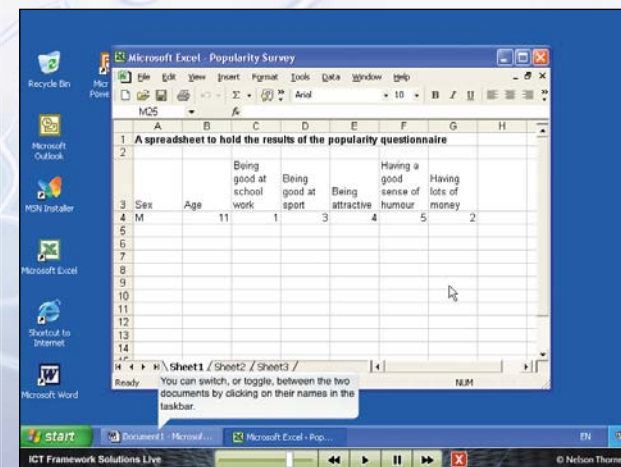 Recycle Bin
Microsoft Outlook
MSN Installer
Microsoft Excel
Shortcut to Internet
Microsoft Word
Micr
Powe
Microsoft Excel - Popularity Survey
File Edit View Insert Format Tools Data Window Help
Arial 10 B I U
M25 fx
A B C D E F G H
1 A spreadsheet to hold the results of the popularity questionnaire
2
3 Sex Age Being good at school work Being good at sport Being attractive Having a good sense of humour Having lots of money
4 M 11 1 3 4 5 2
5
6
7
8
9
10
11
12
13
14
Sheet1 / Sheet2 / Sheet3 /
Ready NUM
You can switch, or toggle, between the two
documents by clicking on their names in the
taskbar.
start Document1 - Microsof... Microsoft Excel - Pop... EN
ICT Framework Solutions Live © Nelson Thorne